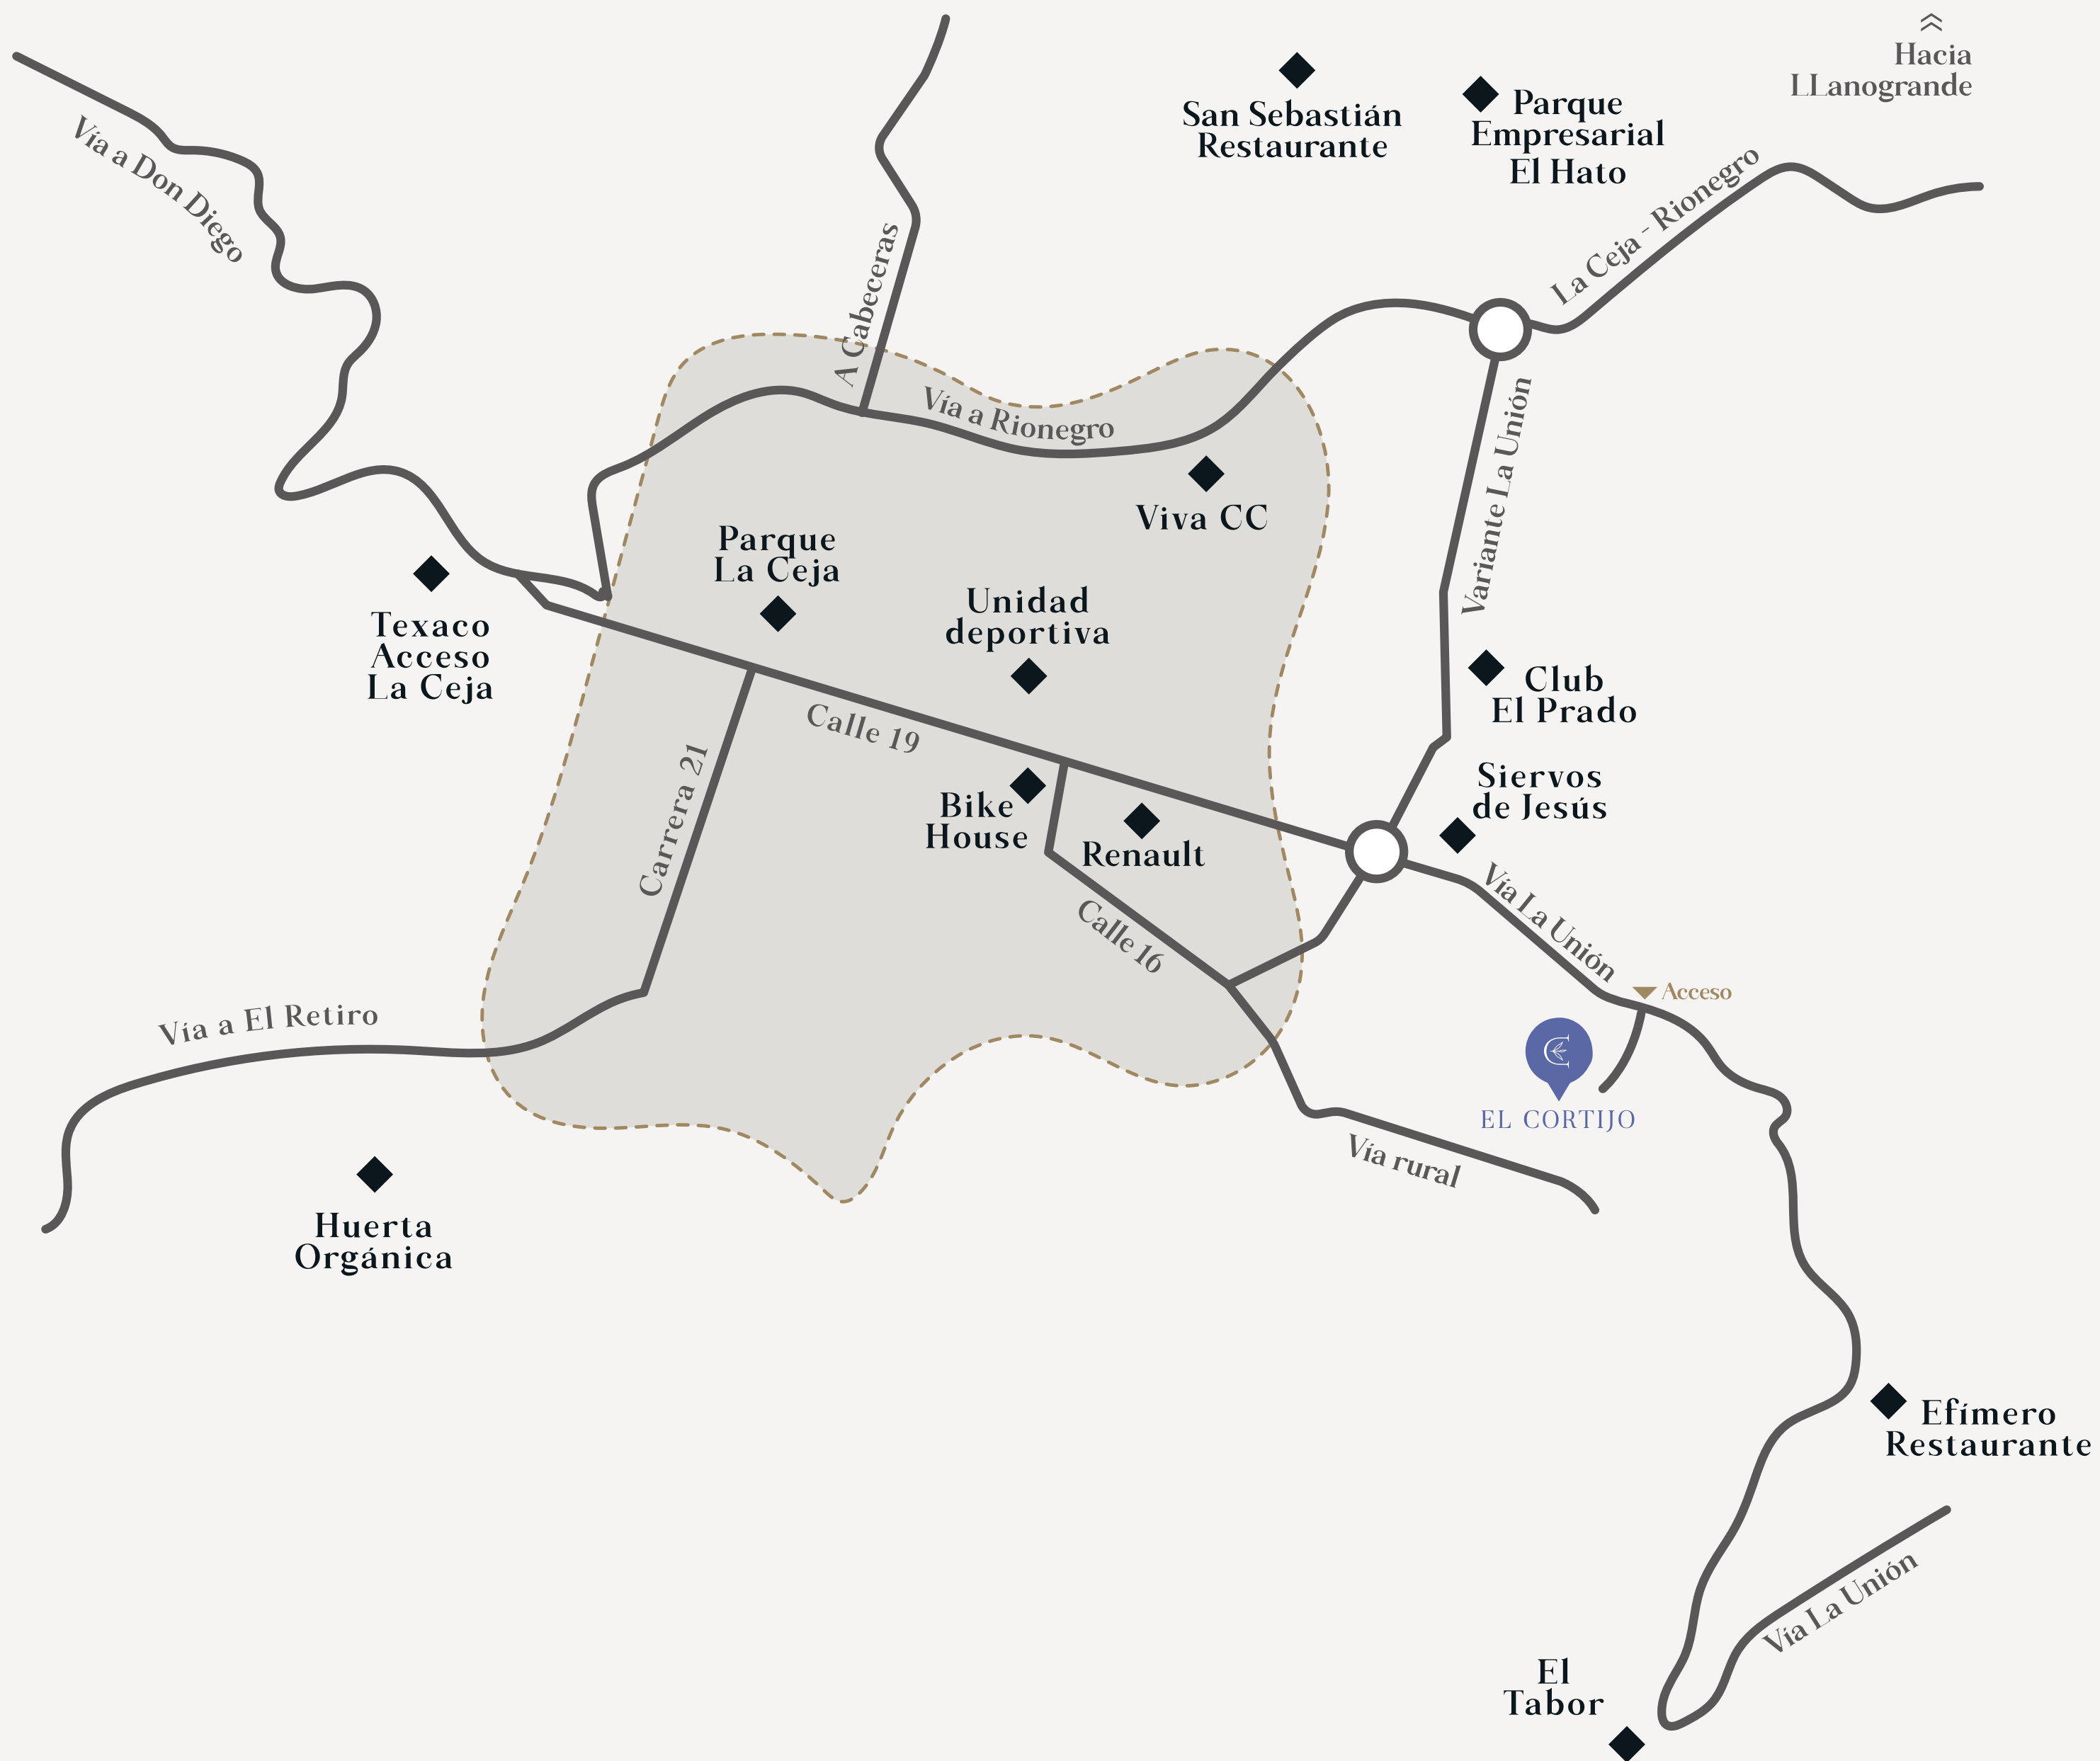 Hacia
LLanogrande
San Sebastián
Restaurante
Parque
Empresarial
El Hato
Vía a Don Diego
La Ceja - Rionegro
A Cabeceras
Vía a Rionegro
Variante La Unión
Viva CC
Parque
La Ceja
Unidad
deportiva
Texaco
Acceso
La Ceja
Club
El Prado
Calle 19
Carrera 21
Siervos
de Jesús
Bike
House
Renault
Calle 16
Vía La Unión
Acceso
Vía a El Retiro
EL CORTIJO
Vía rural
Huerta
Orgánica
Efímero
Restaurante
Vía La Unión
El
Tabor